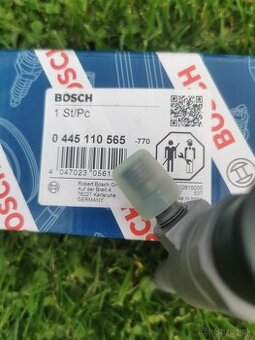 BOSCH
BOSCH
1 St/Pc
0 445 110 565
-770
4 047023
Robert Bosch
Auf der Breit 4
76227 Karlsruhe
GERMANY
BOSCH